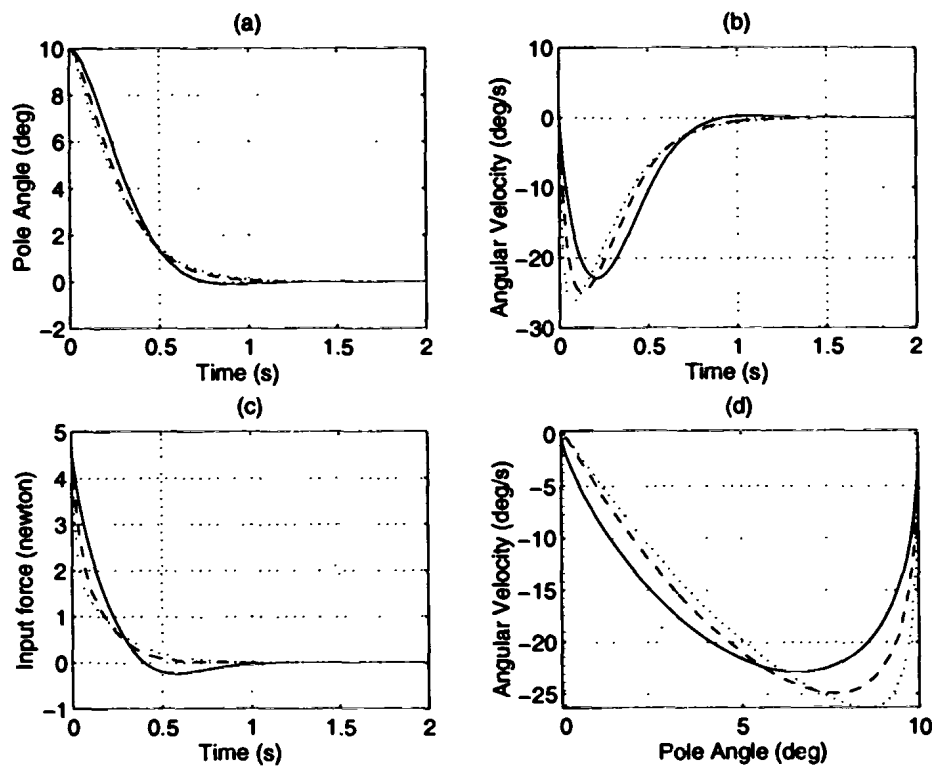 (a)
Pole Angle (deg)
10
8
6
4
2
0
−2
0 0.5 1 1.5 2
Time (s)
(b)
Angular Velocity (deg/s)
10
0
−10
−20
−30
0 0.5 1 1.5 2
Time (s)
(c)
Input force (newton)
5
4
3
2
1
0
−1
0 0.5 1 1.5 2
Time (s)
(d)
Angular Velocity (deg/s)
0
−5
−10
−15
−20
−25
0 5 10
Pole Angle (deg)